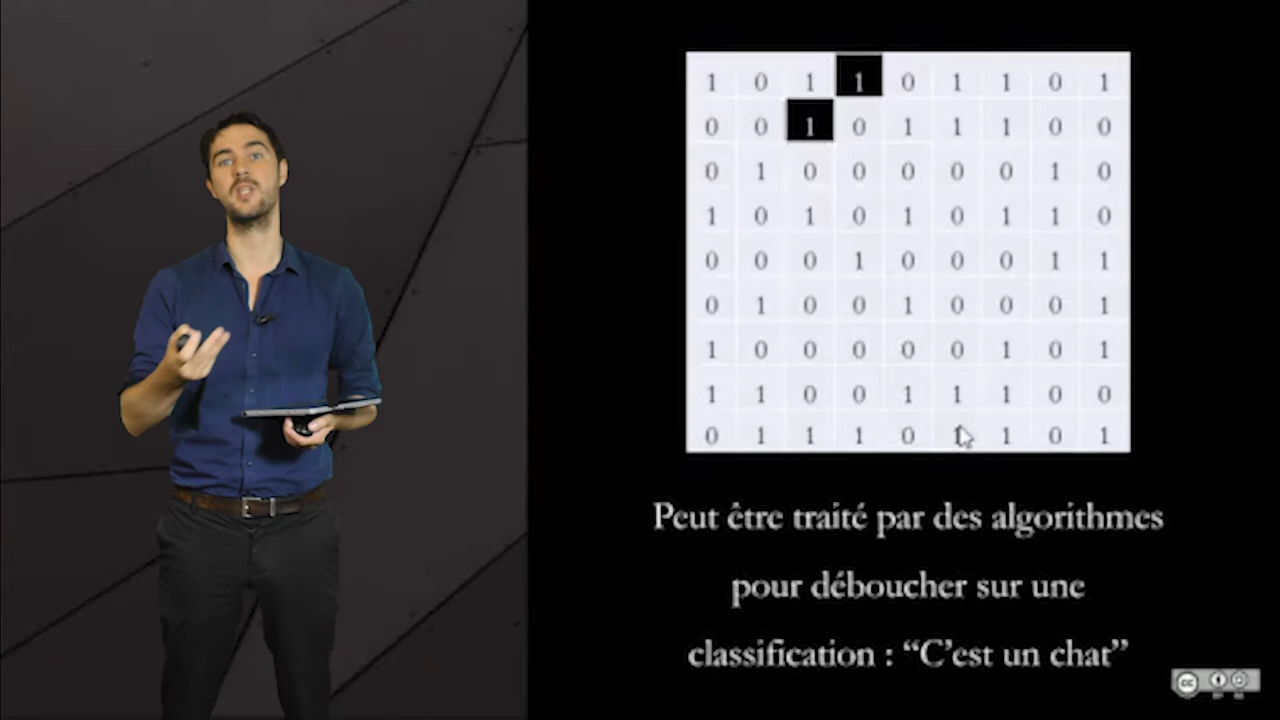 1 0 1 1 0 1 1 0 1
0 0 1 0 1 1 1 0 0
0 1 0 0 0 0 0 1 0
1 0 1 0 1 0 1 1 0
0 0 0 1 0 0 0 1 1
0 1 0 0 1 0 0 0 1
1 0 0 0 0 0 1 0 1
1 1 0 0 1 1 1 0 0
0 1 1 1 0 1 1 0 1
Peut être traité par des algorithmes
pour déboucher sur une
classification : “C’est un chat”
cc